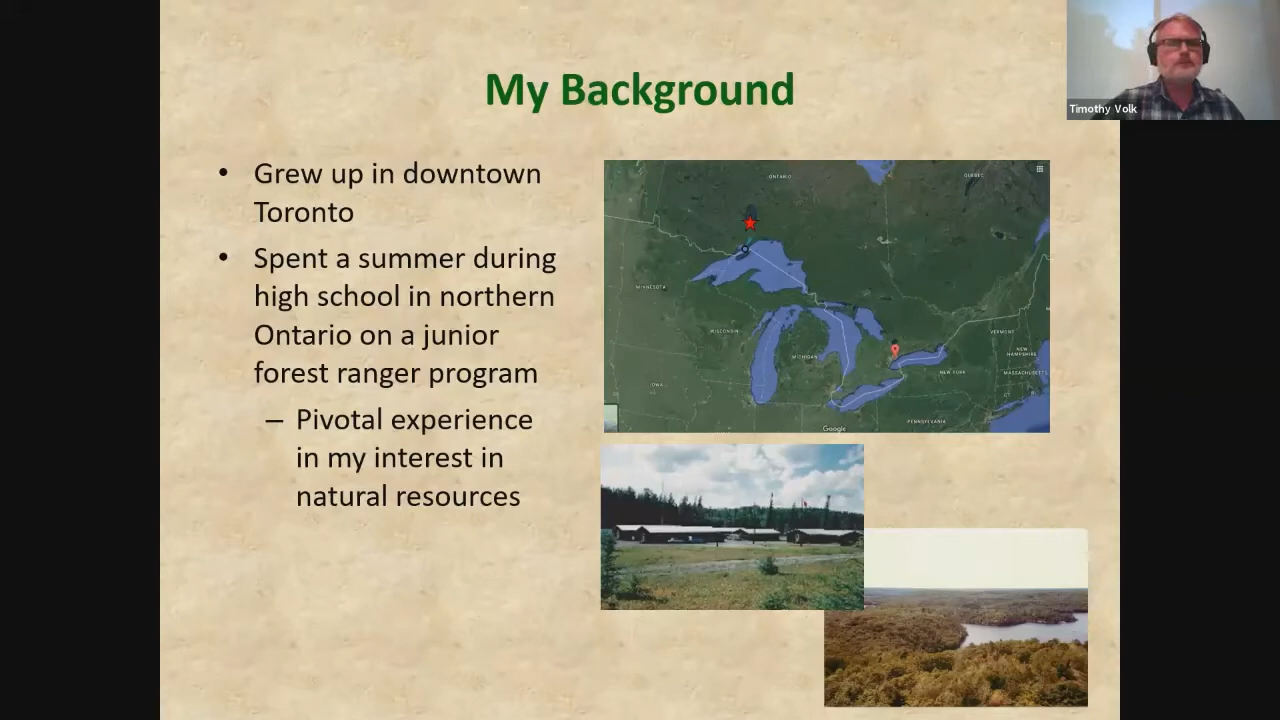 My Background
Timothy Volk
• Grew up in downtown
Toronto
• Spent a summer during
high school in northern
Ontario on a junior
forest ranger program
– Pivotal experience
in my interest in
natural resources
ONTARIO
QUEBEC
MINNESOTA
WISCONSIN
MICHIGAN
VERMONT
NEW
HAMPSHIRE
IOWA
NEW YORK
MASSACHUSETTS
CT
RI
PENNSYLVANIA
Google